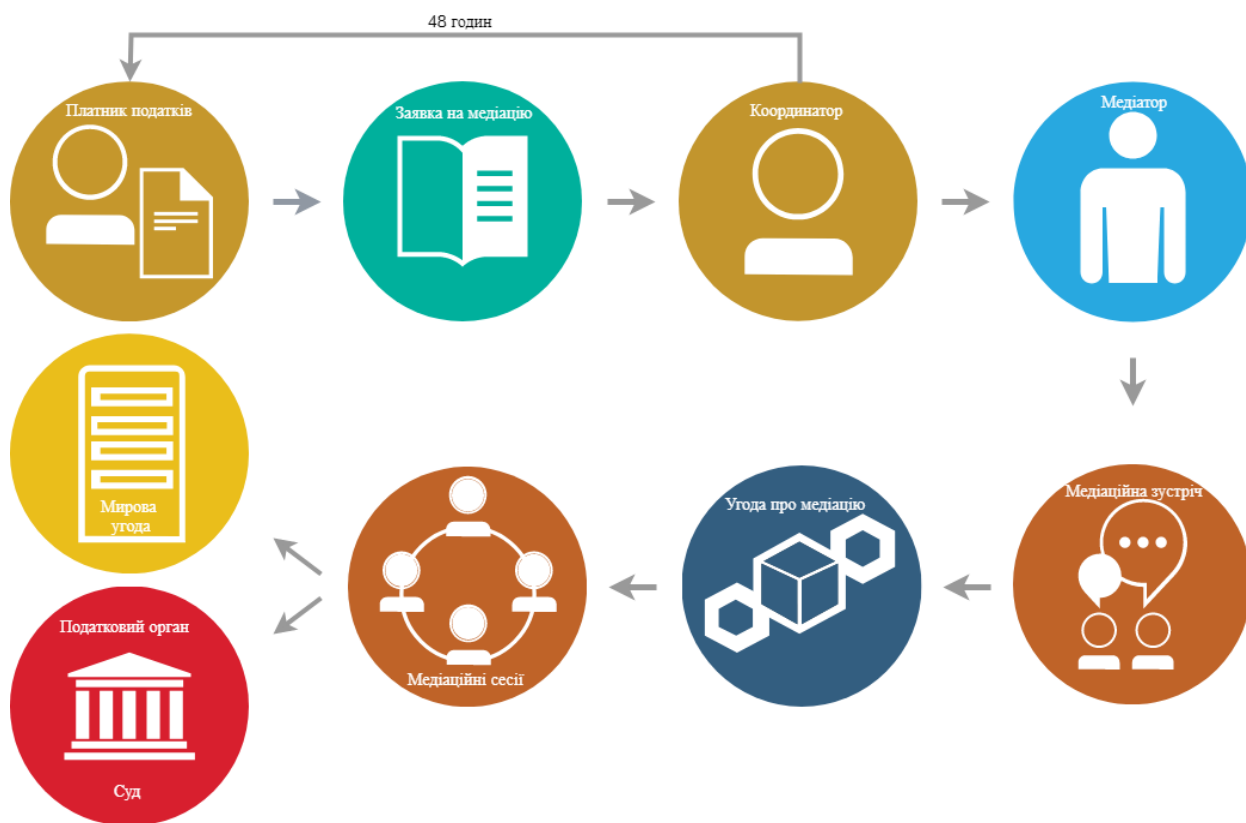 48 годин
Платник податків
Заявка на медіацію
Координатор
Медіатор
Медіаційна зустріч
Угода про медіацію
Медіаційні сесії
Мирова
угода
Податковий орган
Суд